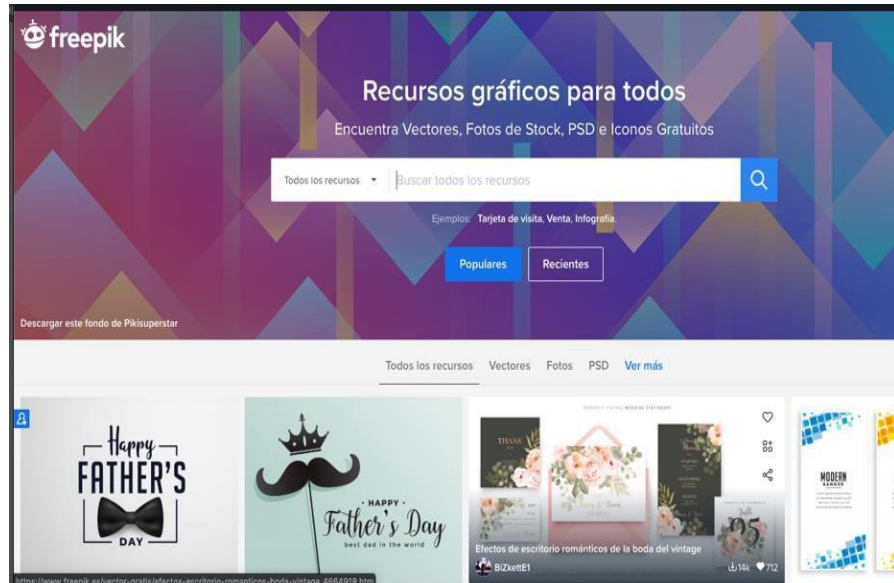 freepik
Recursos gráficos para todos
Encuentra Vectores, Fotos de Stock, PSD e Iconos Gratuitos
Todos los recursos
Buscar todos los recursos
Ejemplos: Tarjeta de visita, Venta, Infografía.
Populares
Recientes
Descargar este fondo de Pikisuperstar
Todos los recursos Vectores Fotos PSD Ver más
Happy
FATHER'S
DAY
HAPPY
Father's Day
best dad in the world
THANK
MODERN
BANNER
Efectos de escritorio románticos de la boda del vintage
BiZkettE1
14k 712
https://www.freepik.es/vector-gratis/efectos-escritorio-romanticos-boda-vintage_4664918.htm